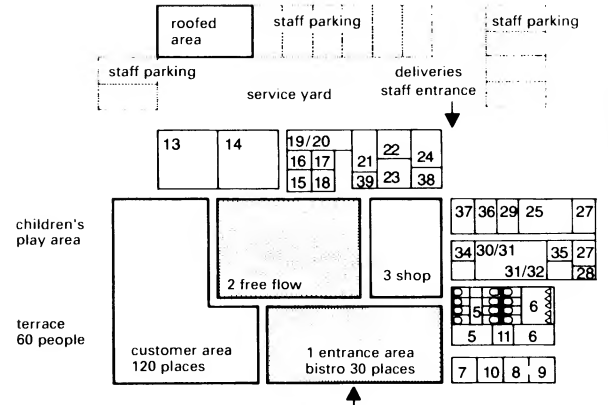 roofed
area
staff parking
staff parking
staff parking
service yard
deliveries
staff entrance
13
14
19/20
16
17
15
18
21
39
22
23
24
38
children's
play area
2 free flow
3 shop
37
36
29
25
27
34
30/31
31/32
35
27
28
terrace
60 people
customer area
120 places
1 entrance area
bistro 30 places
5
6
5
11
6
7
10
8
9